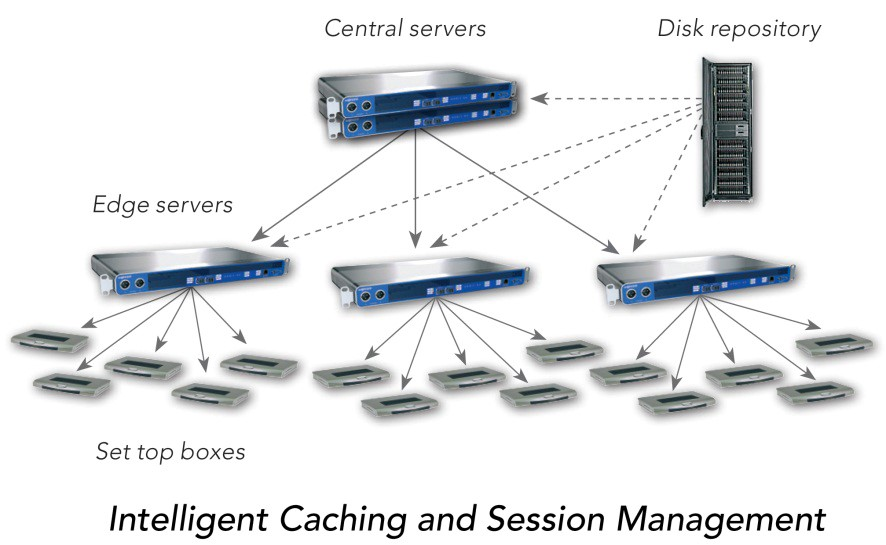 Central servers
Disk repository
Edge servers
Set top boxes
Intelligent Caching and Session Management